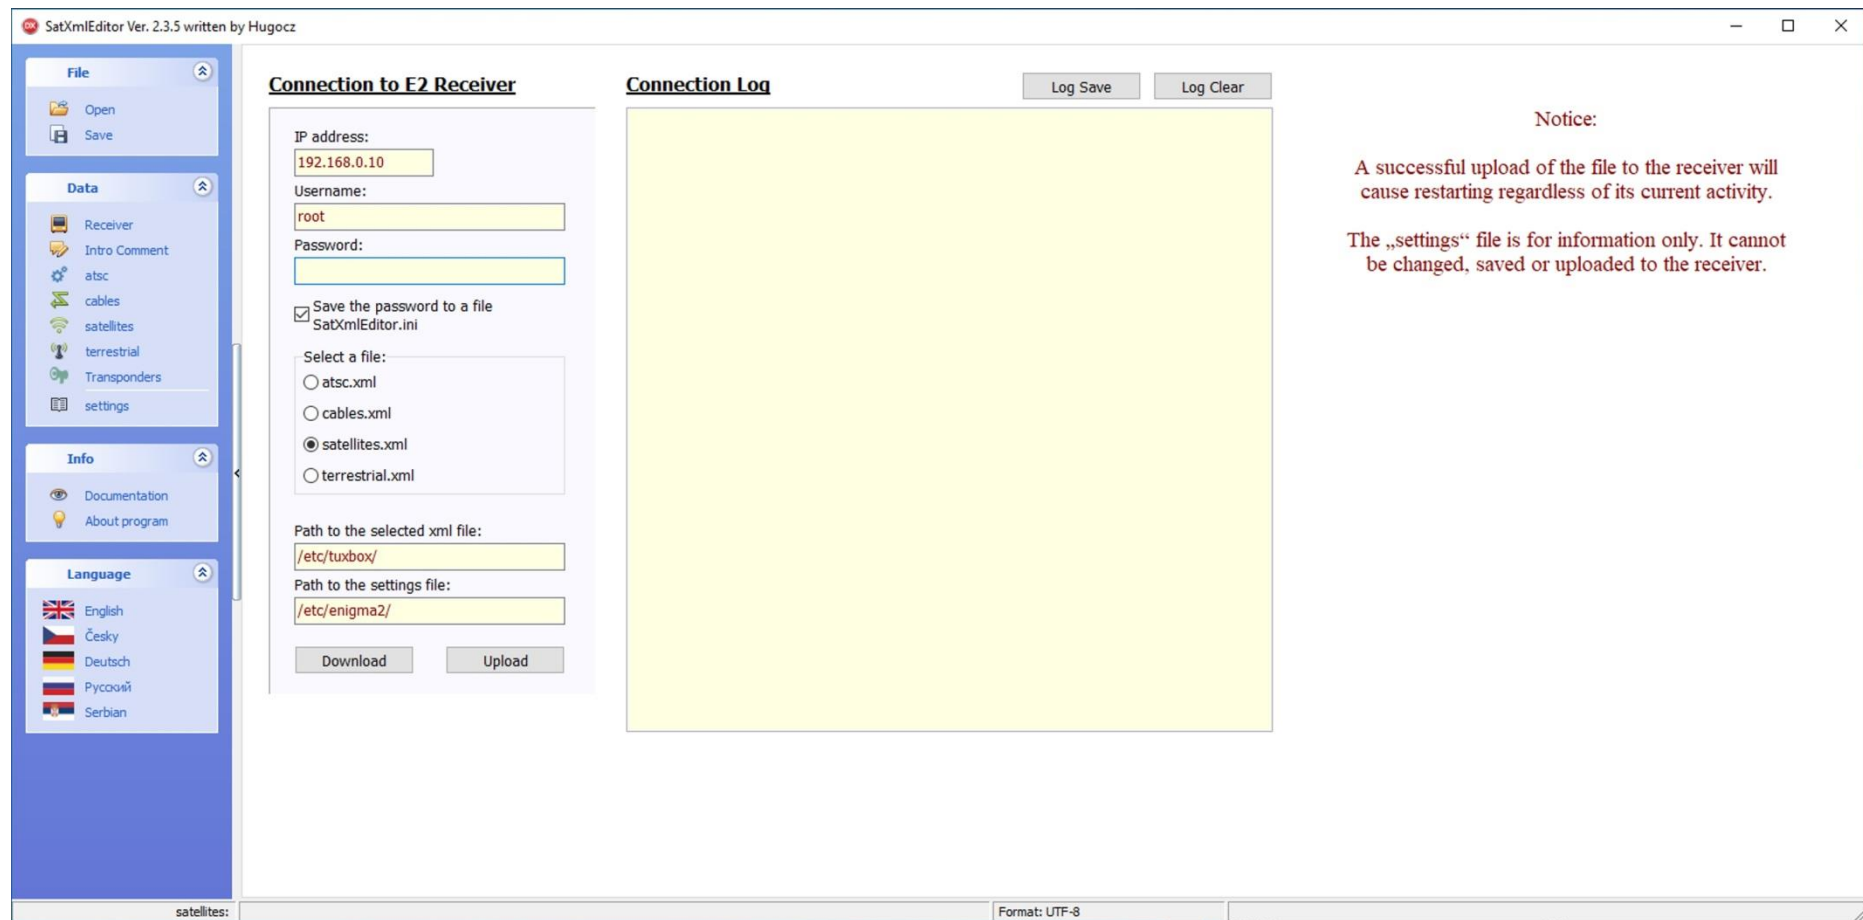 SatXmlEditor Ver. 2.3.5 written by Hugocz
File
Open
Save
Data
Receiver
Intro Comment
atsc
cables
satellites
terrestrial
Transponders
settings
Info
Documentation
About program
Language
English
Česky
Deutsch
Русский
Serbian
Connection to E2 Receiver
IP address:
192.168.0.10
Username:
root
Password:
Save the password to a file
SatXmlEditor.ini
Select a file:
atsc.xml
cables.xml
satellites.xml
terrestrial.xml
Path to the selected xml file:
/etc/tuxbox/
Path to the settings file:
/etc/enigma2/
Download
Upload
Connection Log
Log Save
Log Clear
Notice:
A successful upload of the file to the receiver will
cause restarting regardless of its current activity.
The „settings“ file is for information only. It cannot
be changed, saved or uploaded to the receiver.
satellites:
Format: UTF-8